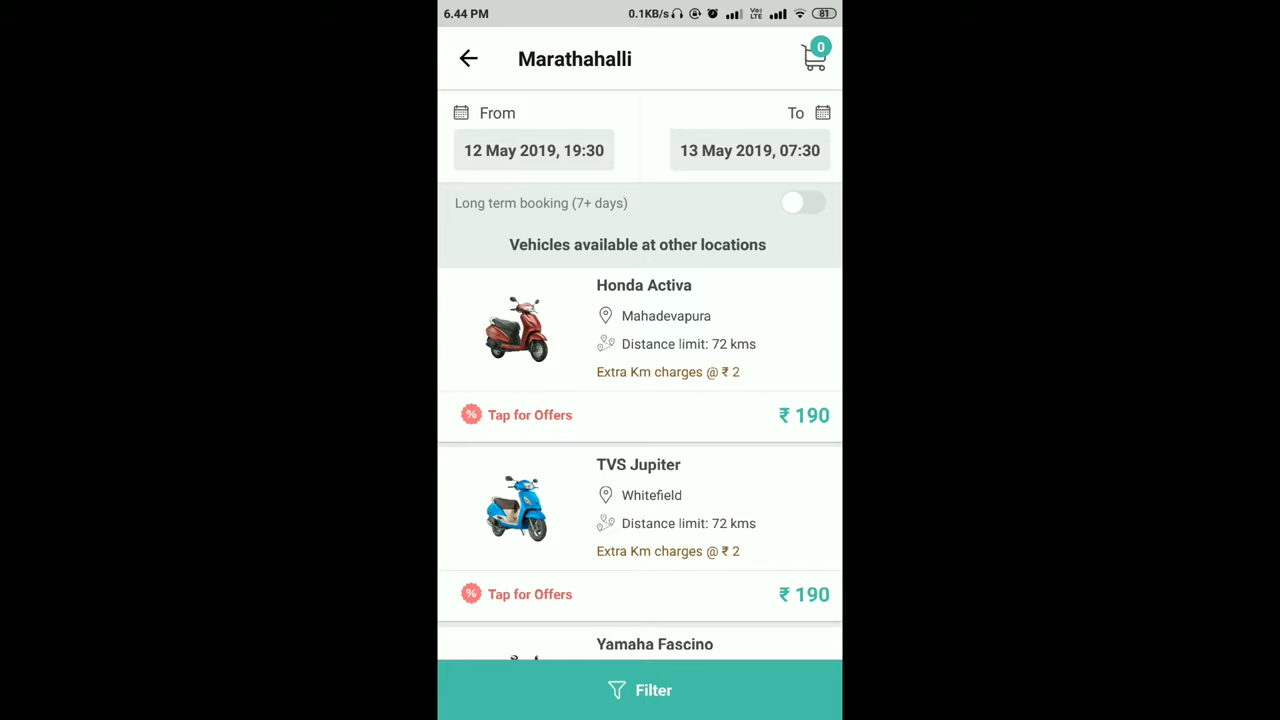 6.44 PM 0.1KB/s Vo) LTE 81
Marathahalli 0
From To
12 May 2019, 19:30 13 May 2019, 07:30
Long term booking (7+ days)
Vehicles available at other locations
Honda Activa
Mahadevapura
Distance limit: 72 kms
Extra Km charges @ ₹ 2
% Tap for Offers ₹ 190
TVS Jupiter
Whitefield
Distance limit: 72 kms
Extra Km charges @ ₹ 2
% Tap for Offers ₹ 190
Yamaha Fascino
Filter